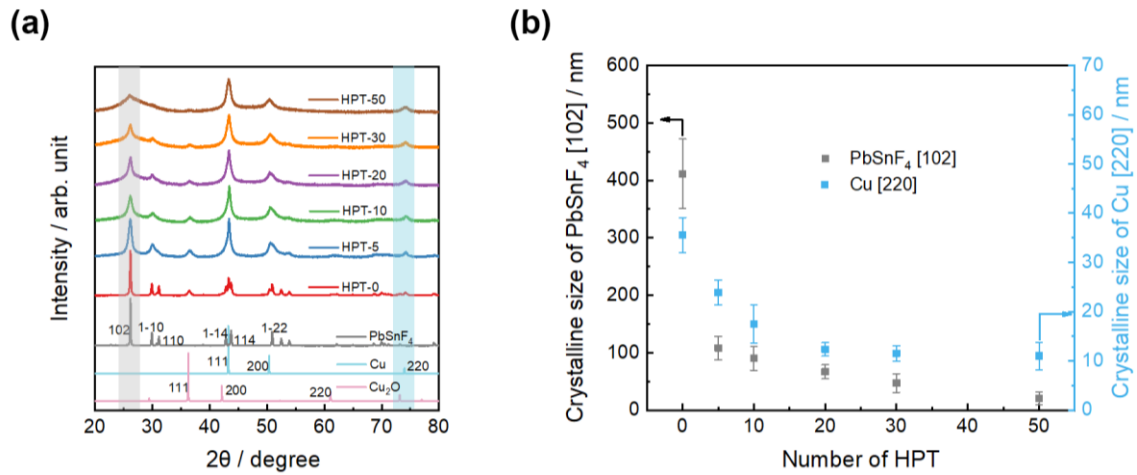 (a)
Intensity / arb. unit
HPT-50
HPT-30
HPT-20
HPT-10
HPT-5
HPT-0
102
1-10
110
1-14
114
1-22
PbSnF₄
111
200
220
Cu
111
200
220
Cu₂O
20 30 40 50 60 70 80
2θ / degree
(b)
Crystalline size of PbSnF₄ [102] / nm
600
500
400
300
200
100
0
PbSnF₄ [102]
Cu [220]
70
60
50
40
30
20
10
0
Crystalline size of Cu [220] / nm
0 10 20 30 40 50
Number of HPT